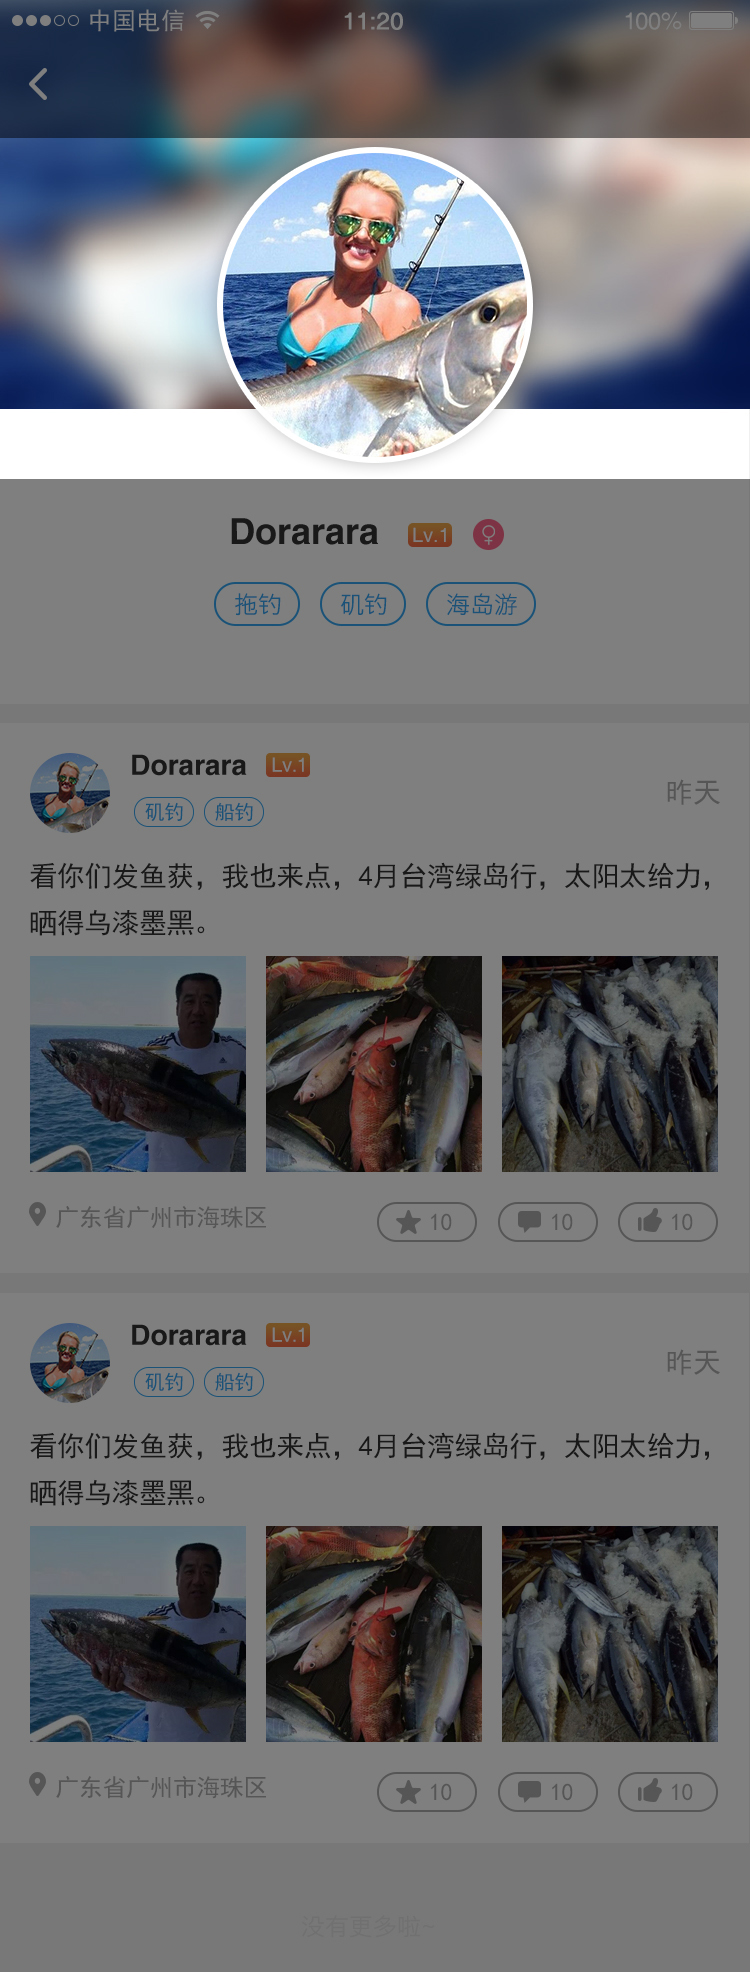 中国电信 11:20 100%
Dorarara Lv.1
拖钓 矶钓 海岛游
Dorarara Lv.1
矶钓 船钓
昨天
看你们发鱼获，我也来点，4月台湾绿岛行，太阳太给力，
晒得乌漆墨黑。
广东省广州市海珠区 10 10 10
Dorarara Lv.1
矶钓 船钓
昨天
看你们发鱼获，我也来点，4月台湾绿岛行，太阳太给力，
晒得乌漆墨黑。
广东省广州市海珠区 10 10 10
没有更多啦~